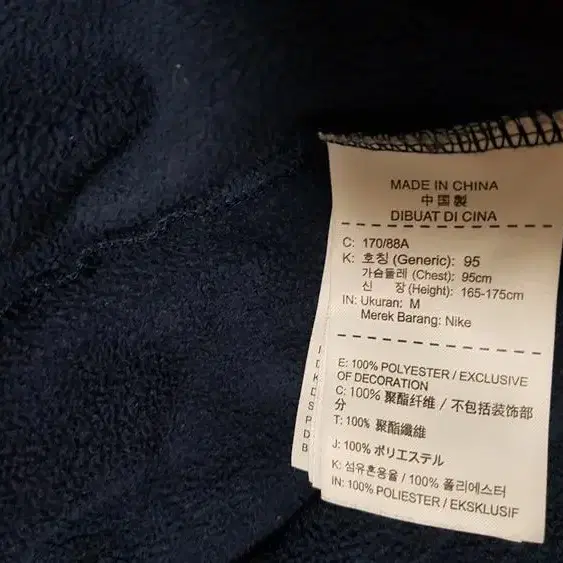 MADE IN CHINA
中国製
DIBUAT DI CINA
C: 170/88A
K: 호칭 (Generic): 95
가슴둘레 (Chest): 95cm
신 장 (Height): 165-175cm
IN: Ukuran: M
Merek Barang: Nike
E: 100% POLYESTER / EXCLUSIVE
OF DECORATION
C: 100% 聚酯纤维 / 不包括装饰部
分
T: 100% 聚酯纖維
J: 100% ポリエステル
K: 섬유혼용율 / 100% 폴리에스터
IN: 100% POLIESTER / EKSKLUSIF